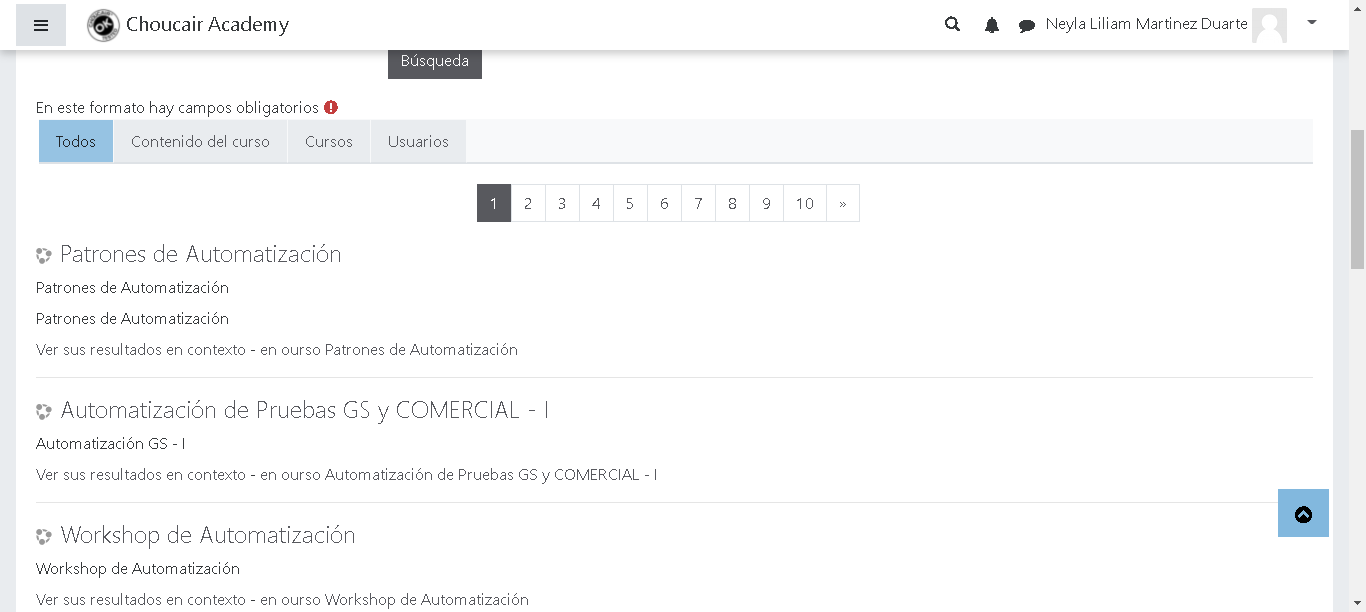 Choucair Academy
Neyla Liliam Martinez Duarte
Búsqueda
En este formato hay campos obligatorios
Todos Contenido del curso Cursos Usuarios
1 2 3 4 5 6 7 8 9 10 »
Patrones de Automatización
Patrones de Automatización
Patrones de Automatización
Ver sus resultados en contexto - en ourso Patrones de Automatización
Automatización de Pruebas GS y COMERCIAL - I
Automatización GS - I
Ver sus resultados en contexto - en ourso Automatización de Pruebas GS y COMERCIAL - I
Workshop de Automatización
Workshop de Automatización
Ver sus resultados en contexto - en ourso Workshop de Automatización